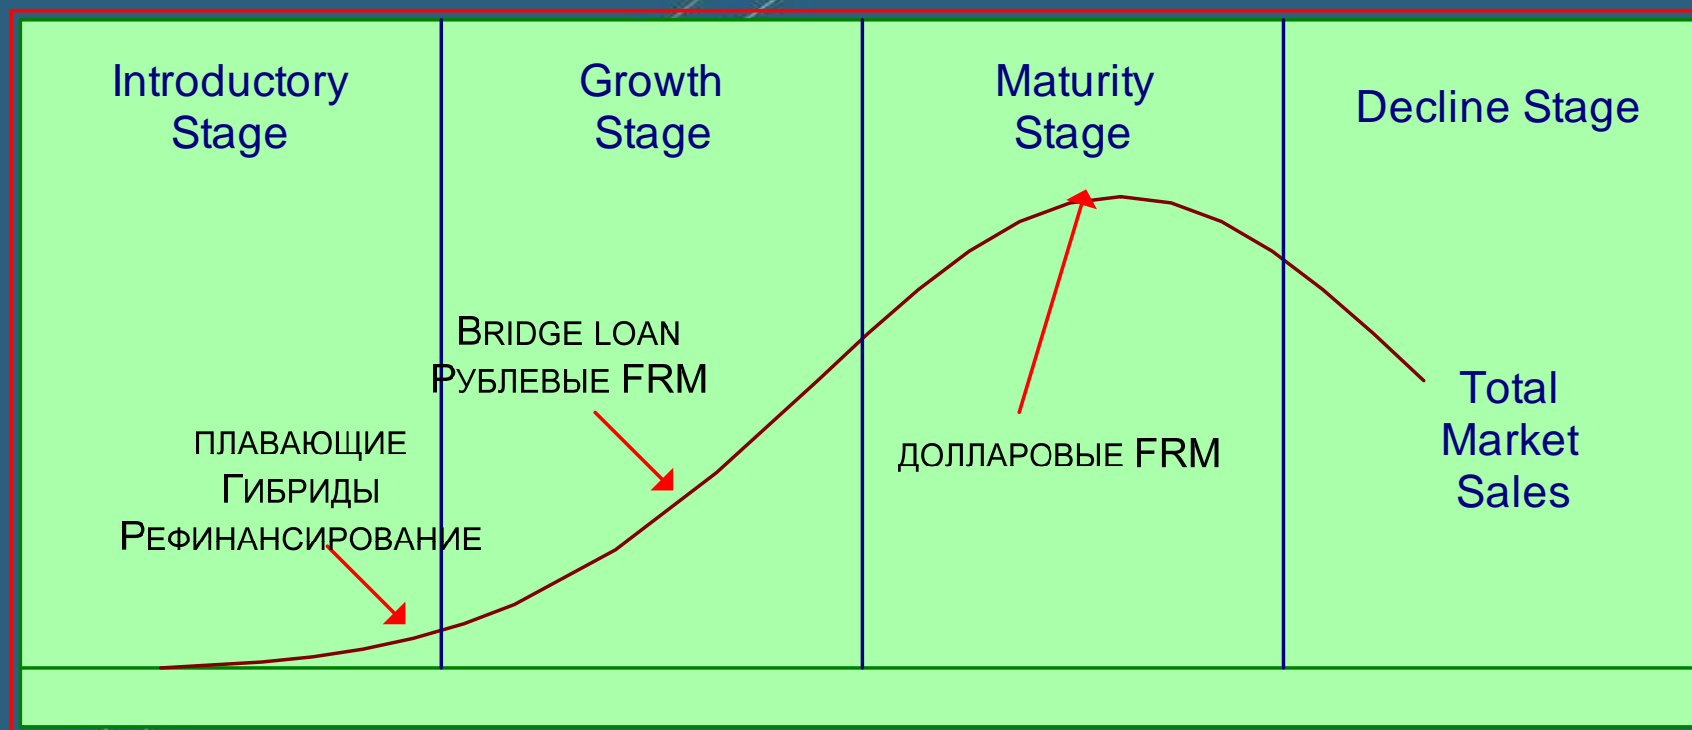 Introductory
Stage
Growth
Stage
Maturity
Stage
Decline Stage
BRIDGE LOAN
РУБЛЕВЫЕ FRM
ПЛАВАЮЩИЕ
ГИБРИДЫ
РЕФИНАНСИРОВАНИЕ
ДОЛЛАРОВЫЕ FRM
Total
Market
Sales